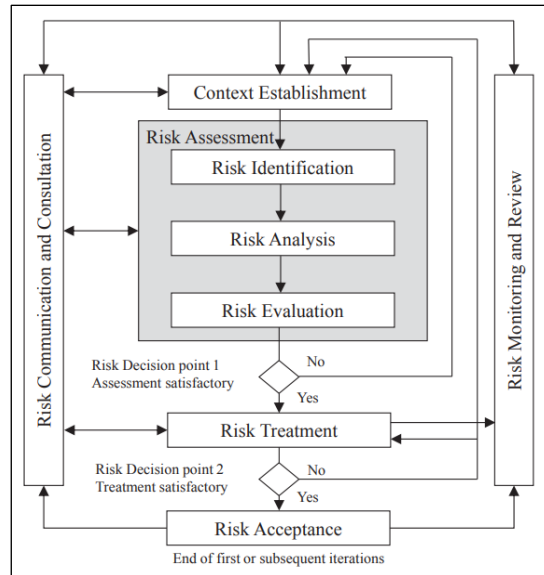 Context Establishment
Risk Assessment
Risk Identification
Risk Analysis
Risk Evaluation
Risk Decision point 1
Assessment satisfactory
No
Yes
Risk Treatment
Risk Decision point 2
Treatment satisfactory
No
Yes
Risk Acceptance
End of first or subsequent iterations
Risk Communication and Consultation
Risk Monitoring and Review